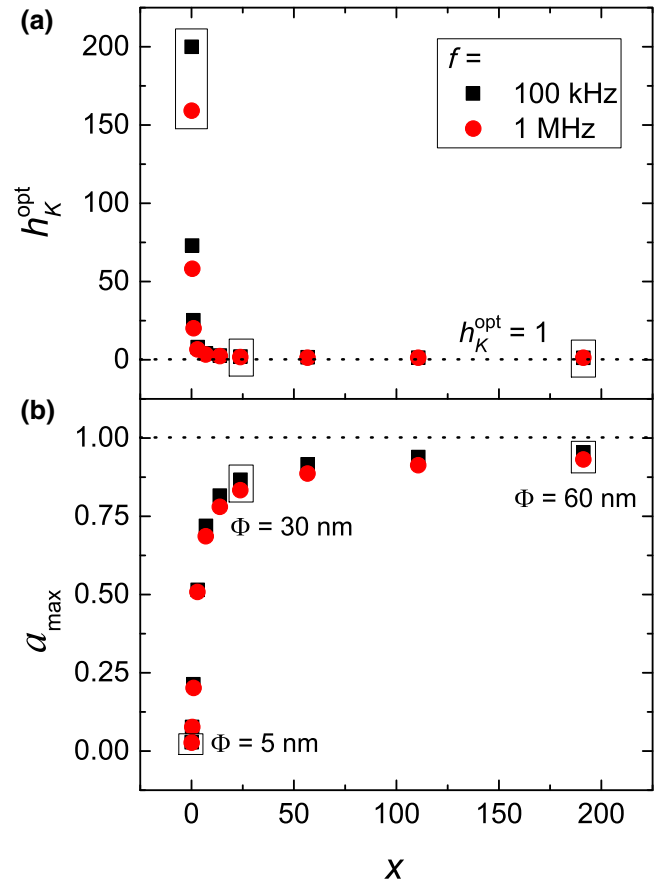 (a)
f =
100 kHz
1 MHz
200
150
100
50
0
h_K^opt
h_K^opt = 1
(b)
1.00
0.75
0.50
0.25
0.00
a_max
Φ = 30 nm
Φ = 60 nm
Φ = 5 nm
0
50
100
150
200
x